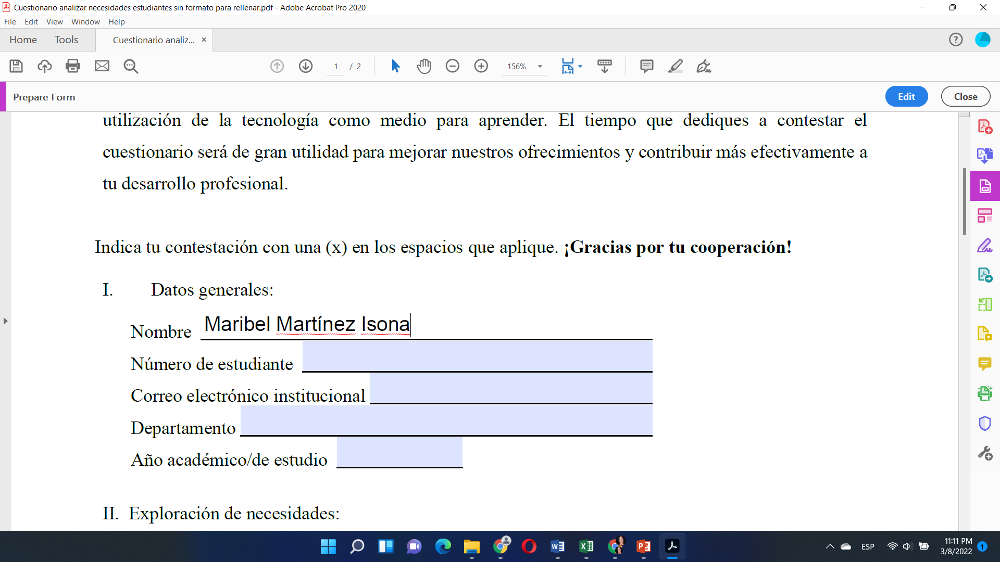 Cuestionario analizar necesidades estudiantes sin formato para rellenar.pdf - Adobe Acrobat Pro 2020
File Edit View Window Help
Home Tools Cuestionario analiz... ×
1 / 2 156%
Prepare Form Edit Close
utilización de la tecnología como medio para aprender. El tiempo que dediques a contestar el
cuestionario será de gran utilidad para mejorar nuestros ofrecimientos y contribuir más efectivamente a
tu desarrollo profesional.
Indica tu contestación con una (x) en los espacios que aplique. ¡Gracias por tu cooperación!
I. Datos generales:
Nombre Maribel Martínez Isona
Número de estudiante
Correo electrónico institucional
Departamento
Año académico/de estudio
II. Exploración de necesidades:
ESP 11:11 PM
3/8/2022 1